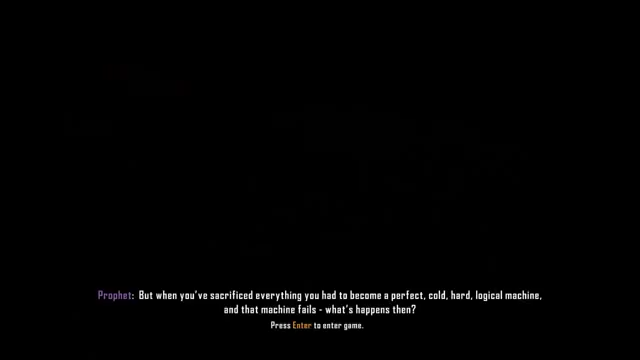 Prophet: But when you've sacrificed everything you had to become a perfect, cold, hard, logical machine,
and that machine fails - what's happens then?
Press Enter to enter game.